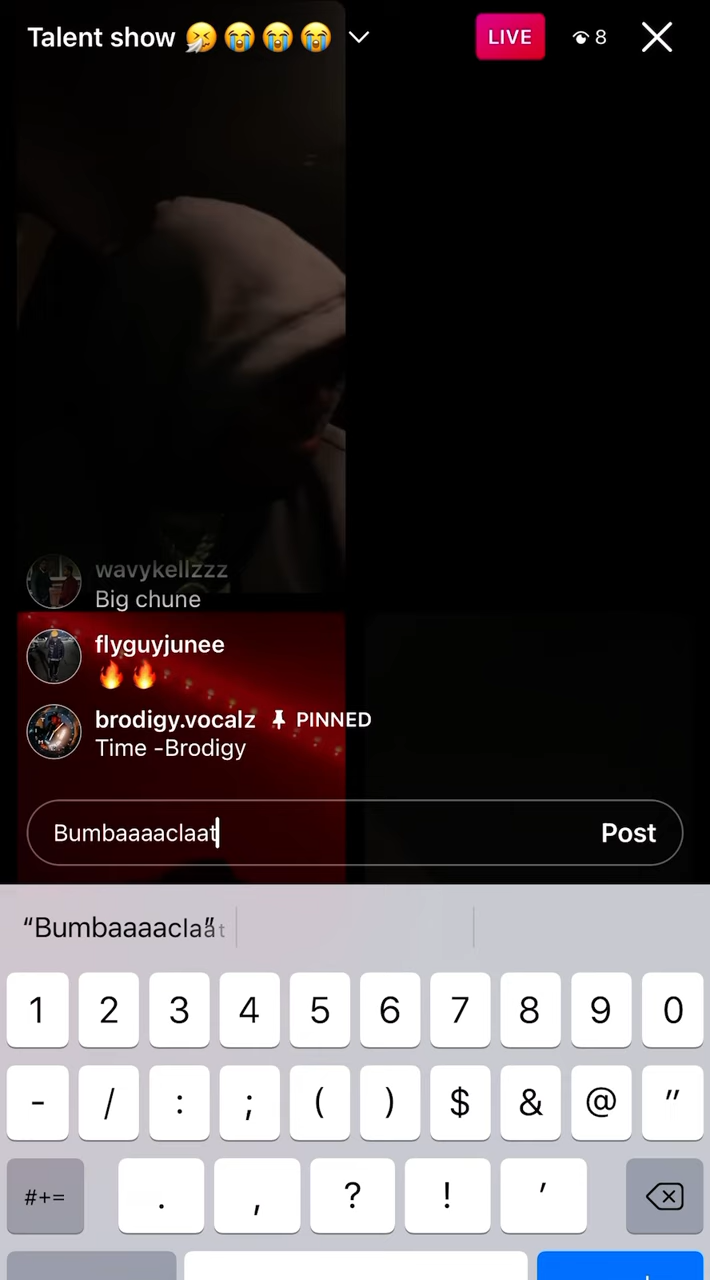 Talent show 🤧😭😭😭
LIVE
8
wavykellzzz
Big chune
flyguyjunee
🔥🔥
brodigy.vocalz PINNED
Time -Brodigy
Bumbaaaaclaat
Post
“Bumbaaaaclaat”
1 2 3 4 5 6 7 8 9 0
- / : ; ( ) $ & @ "
#+= . , ? ! '